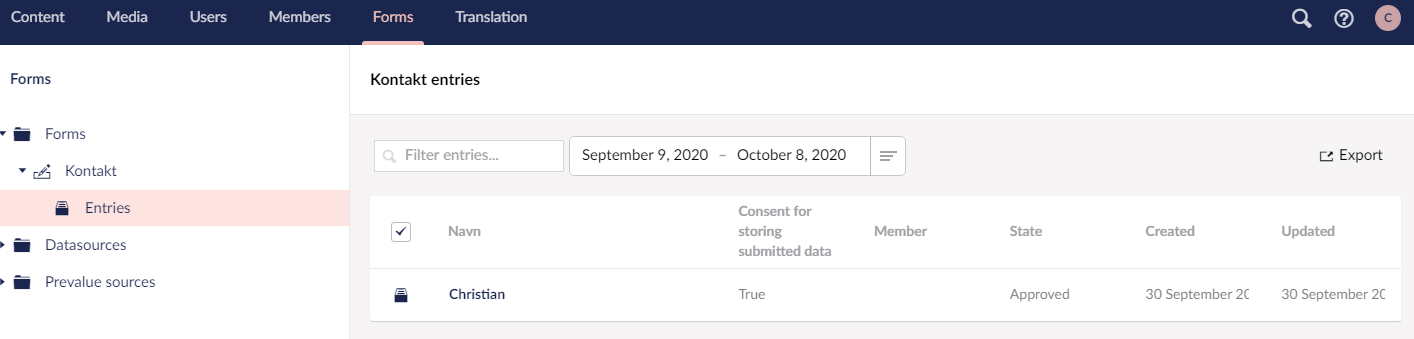 Content Media Users Members Forms Translation C
Forms
Kontakt entries
Forms
Kontakt
Entries
Datasources
Prevalue sources
Filter entries... September 9, 2020 – October 8, 2020 Export
Navn Consent for storing submitted data Member State Created Updated
Christian True Approved 30 September 20 30 September 20